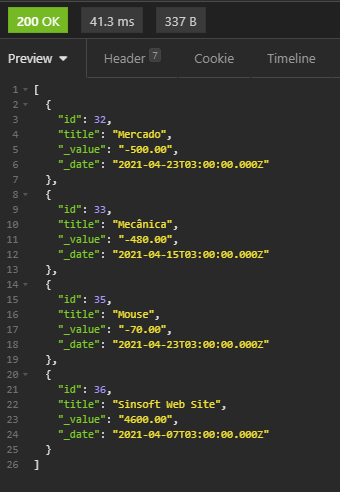 200 OK 41.3 ms 337 B
Preview Header 7 Cookie Timeline
1 [
2 {
3 "id": 32,
4 "title": "Mercado",
5 "_value": "-500.00",
6 "_date": "2021-04-23T03:00:00.000Z"
7 },
8 {
9 "id": 33,
10 "title": "Mecânica",
11 "_value": "-480.00",
12 "_date": "2021-04-15T03:00:00.000Z"
13 },
14 {
15 "id": 35,
16 "title": "Mouse",
17 "_value": "-70.00",
18 "_date": "2021-04-23T03:00:00.000Z"
19 },
20 {
21 "id": 36,
22 "title": "Sinsoft Web Site",
23 "_value": "4600.00",
24 "_date": "2021-04-07T03:00:00.000Z"
25 }
26 ]